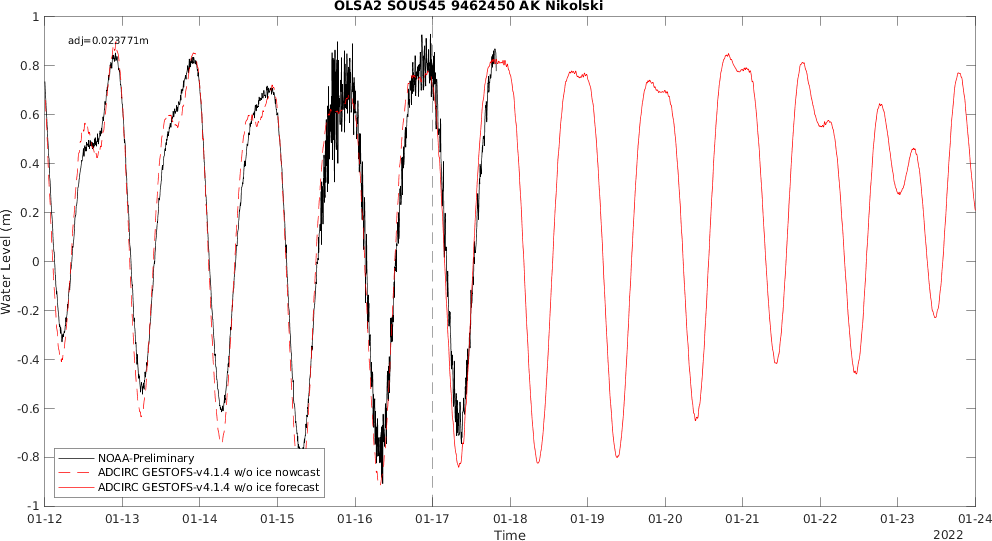 OLSA2 SOUS45 9462450 AK Nikolski
adj=0.023771m
Water Level (m)
1
0.8
0.6
0.4
0.2
0
-0.2
-0.4
-0.6
-0.8
-1
NOAA-Preliminary
ADCIRC GESTOFS-v4.1.4 w/o ice nowcast
ADCIRC GESTOFS-v4.1.4 w/o ice forecast
01-12 01-13 01-14 01-15 01-16 01-17 01-18 01-19 01-20 01-21 01-22 01-23 01-24
Time
2022